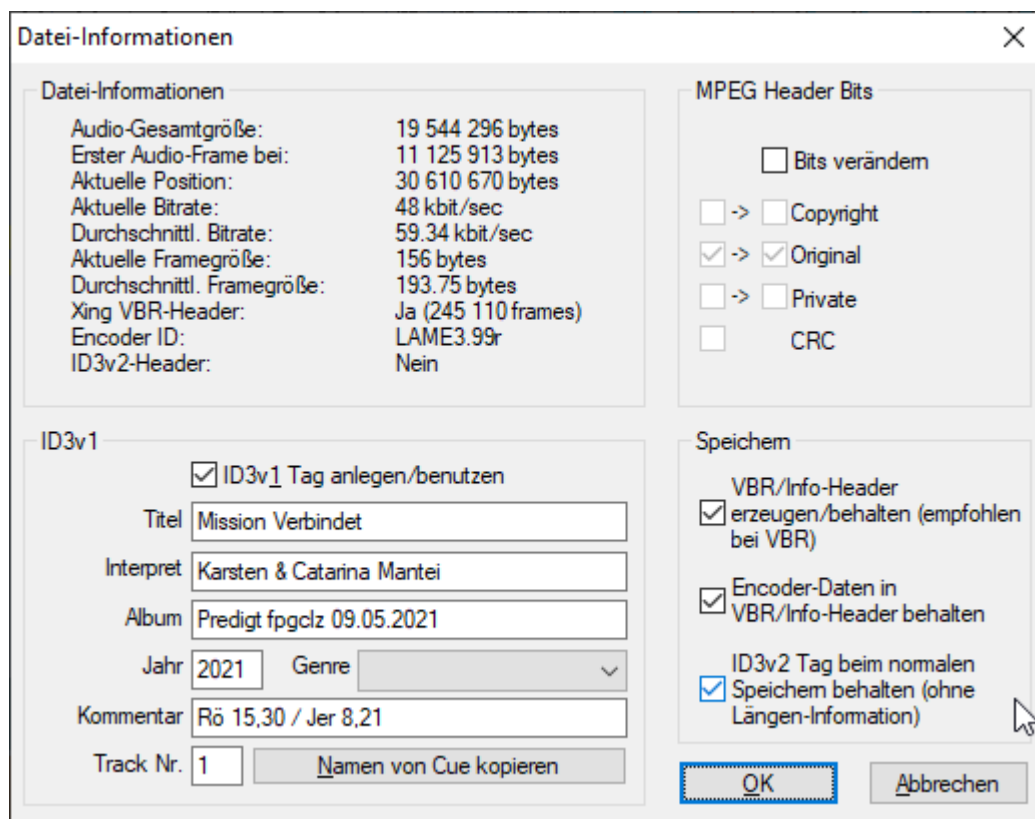 Datei-Informationen
Datei-Informationen
Audio-Gesamtgröße: 19 544 296 bytes
Erster Audio-Frame bei: 11 125 913 bytes
Aktuelle Position: 30 610 670 bytes
Aktuelle Bitrate: 48 kbit/sec
Durchschnittl. Bitrate: 59.34 kbit/sec
Aktuelle Framegröße: 156 bytes
Durchschnittl. Framegröße: 193.75 bytes
Xing VBR-Header: Ja (245 110 frames)
Encoder ID: LAME3.99r
ID3v2-Header: Nein
MPEG Header Bits
Bits verändern
-> Copyright
-> Original
-> Private
CRC
ID3v1
ID3v1 Tag anlegen/benutzen
Titel Mission Verbindet
Interpret Karsten & Catarina Mantei
Album Predigt fpgclz 09.05.2021
Jahr 2021 Genre
Kommentar Rö 15,30 / Jer 8,21
Track Nr. 1 Namen von Cue kopieren
Speichern
VBR/Info-Header
erzeugen/behalten (empfohlen
bei VBR)
Encoder-Daten in
VBR/Info-Header behalten
ID3v2 Tag beim normalen
Speichern behalten (ohne
Längen-Information)
OK Abbrechen